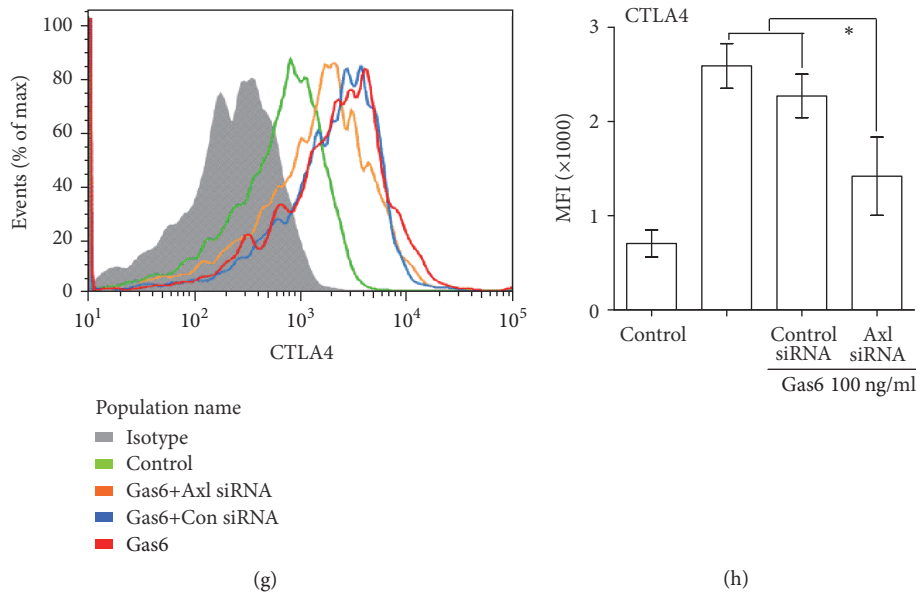 100
80
60
40
20
0
Events (% of max)
10¹ 10² 10³ 10⁴ 10⁵
CTLA4
Population name
Isotype
Control
Gas6+Axl siRNA
Gas6+Con siRNA
Gas6
(g)
CTLA4
*
3
2
1
0
MFI (×1000)
Control Control siRNA Axl siRNA
Gas6 100 ng/ml
(h)